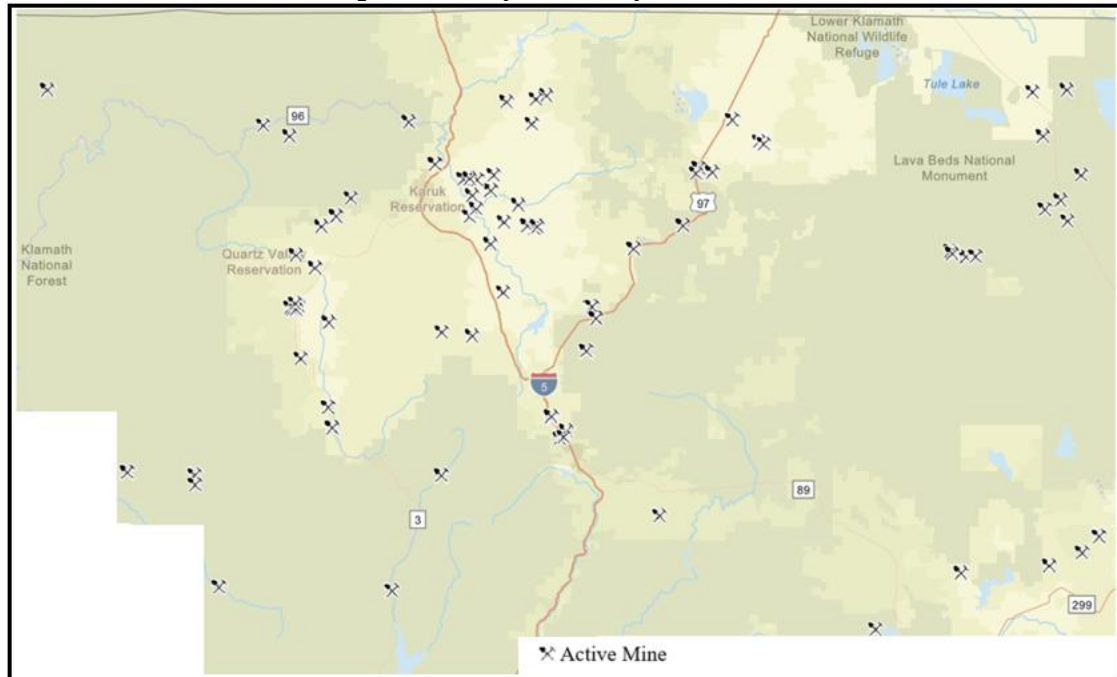 Lower Klamath
National Wildlife
Refuge
Tule Lake
96
Lava Beds National
Monument
Karuk
Reservation
97
Klamath
National
Forest
Quartz Valley
Reservation
5
89
3
299
Active Mine